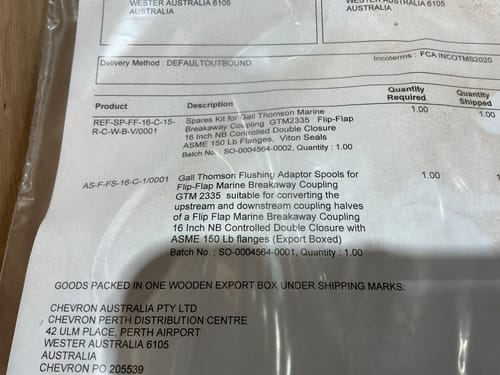 WESTER AUSTRALIA 6105
AUSTRALIA
WESTER AUSTRALIA 6105
AUSTRALIA
Delivery Method : DEFAULTOUTBOUND
Incoterms : FCA INCOTMS2020
Product Description Quantity Required Quantity Shipped
REF-SP-FF-16-C-15-R-C-W-B-V/0001
Spares Kit for Gall Thomson Marine
Breakaway Coupling GTM2335 Flip-Flap
16 Inch NB Controlled Double Closure
ASME 150 Lb Flanges, Viton Seals
Batch No : SO-0004564-0002, Quantity : 1.00
1.00 1.00
AS-F-FS-16-C-1/0001
Gall Thomson Flushing Adaptor Spools for
Flip-Flap Marine Breakaway Coupling
GTM 2335 suitable for converting the
upstream and downstream coupling halves
of a Flip Flap Marine Breakaway Coupling
16 Inch NB Controlled Double Closure with
ASME 150 Lb flanges (Export Boxed)
Batch No : SO-0004564-0001, Quantity : 1.00
1.00
GOODS PACKED IN ONE WOODEN EXPORT BOX UNDER SHIPPING MARKS:
CHEVRON AUSTRALIA PTY LTD
CHEVRON PERTH DISTRIBUTION CENTRE
42 ULM PLACE, PERTH AIRPORT
WESTER AUSTRALIA 6105
AUSTRALIA
CHEVRON PO 205539